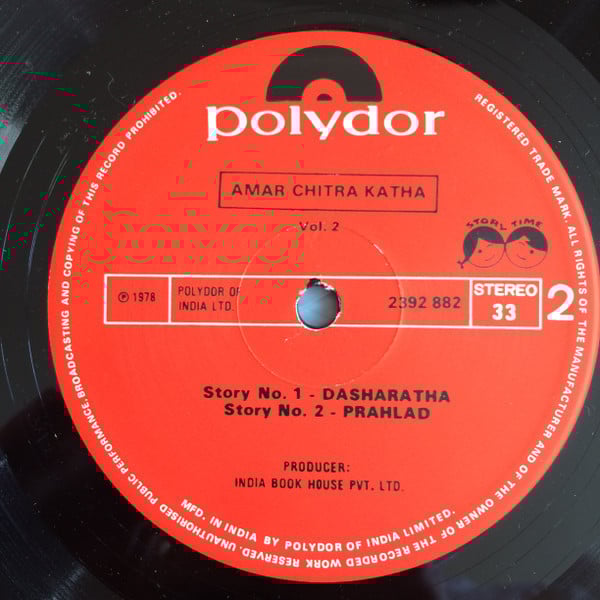 polydor
AMAR CHITRA KATHA
Vol. 2
STORY TIME
℗ 1978
POLYDOR OF
INDIA LTD.
2392 882
STEREO
33
2
Story No. 1 - DASHARATHA
Story No. 2 - PRAHLAD
PRODUCER:
INDIA BOOK HOUSE PVT. LTD.
MFD. IN INDIA BY POLYDOR OF INDIA LIMITED.
REGISTERED TRADE MARK. ALL RIGHTS OF THE MANUFACTURER AND OF THE OWNER OF THE RECORDED WORK RESERVED. UNAUTHORISED PUBLIC PERFORMANCE, BROADCASTING AND COPYING OF THIS RECORD PROHIBITED.